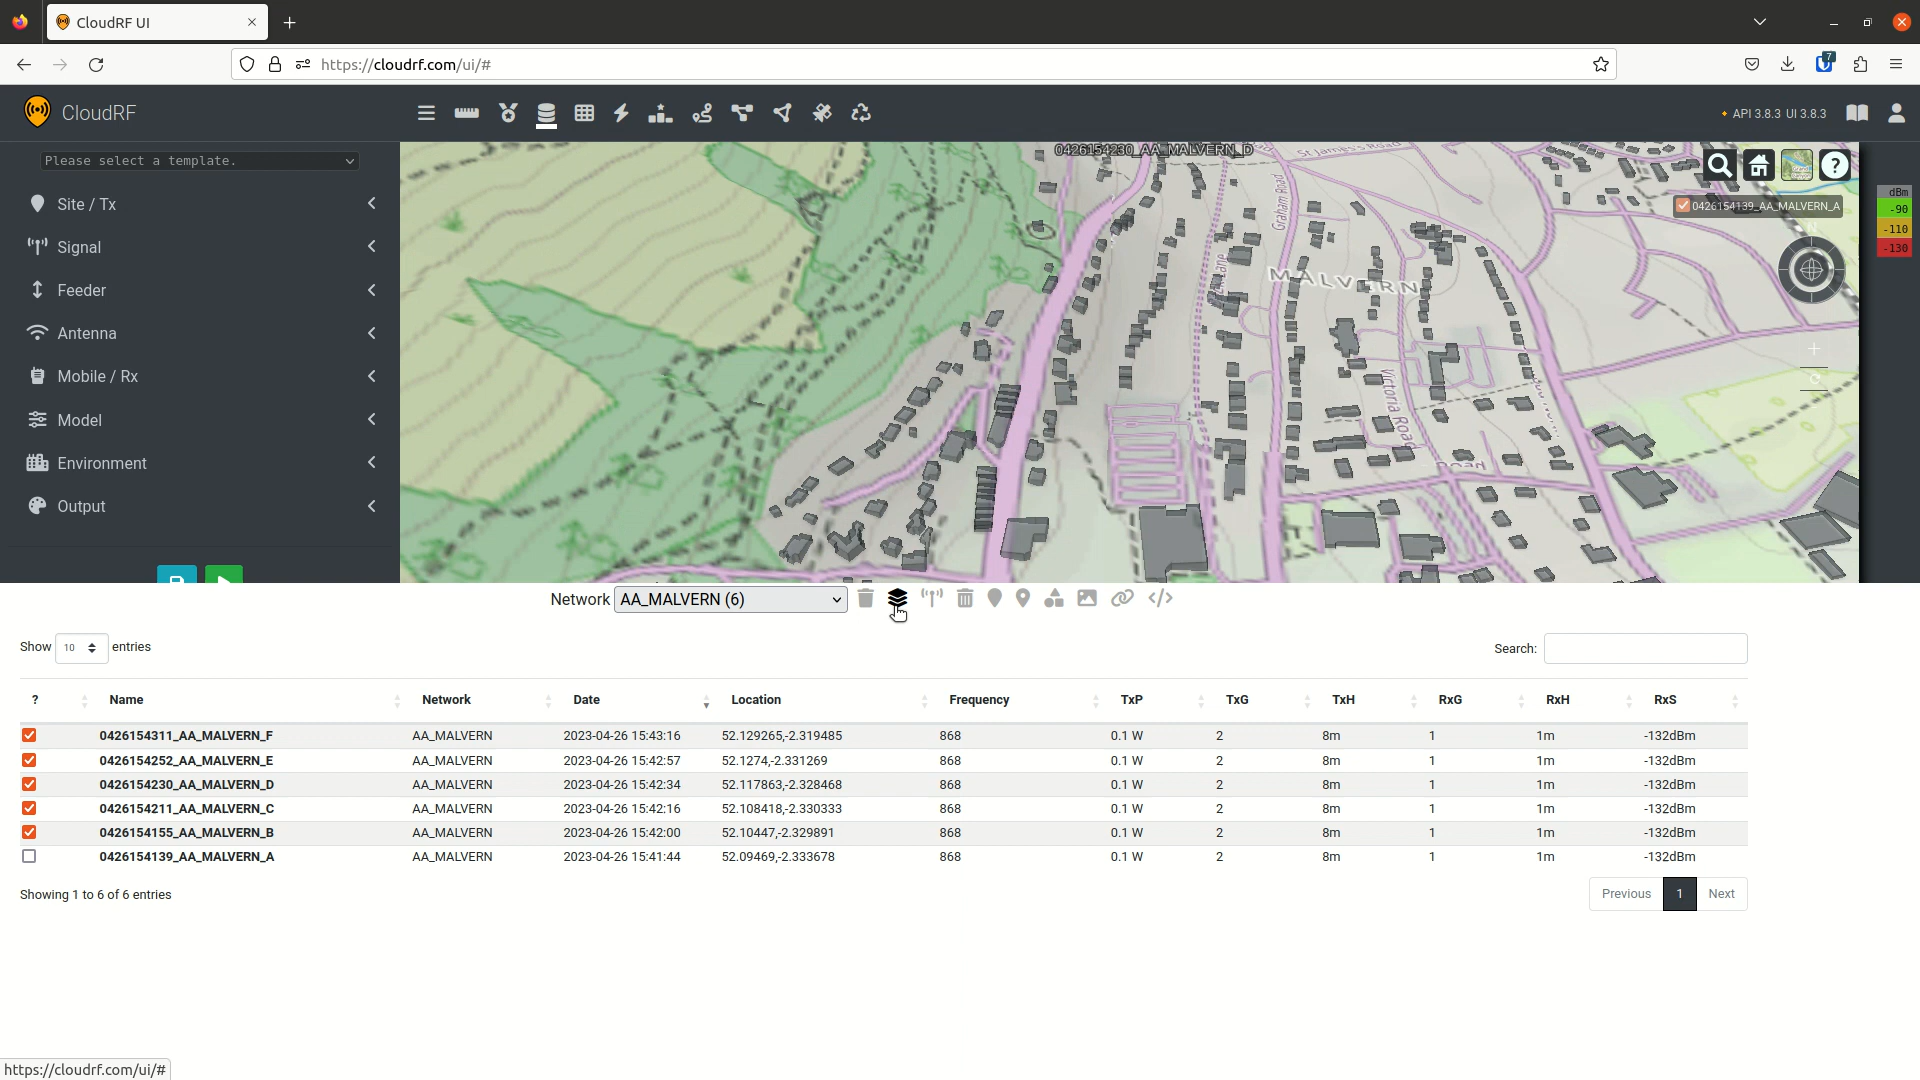 CloudRF UI
https://cloudrf.com/ui/#
7
CloudRF
API 3.8.3 UI 3.8.3
Please select a template.
Site / Tx
Signal
Feeder
Antenna
Mobile / Rx
Model
Environment
Output
0426154230_AA_MALVERN_D
St James's Road
Graham Road
MALVERN
Victoria Road
Road
0426154139_AA_MALVERN_A
dBm
-90
-110
-130
Network AA_MALVERN (6)
Show 10 entries
Search:
? Name Network Date Location Frequency TxP TxG TxH RxG RxH RxS
0426154311_AA_MALVERN_F AA_MALVERN 2023-04-26 15:43:16 52.129265,-2.319485 868 0.1 W 2 8m 1 1m -132dBm
0426154252_AA_MALVERN_E AA_MALVERN 2023-04-26 15:42:57 52.1274,-2.331269 868 0.1 W 2 8m 1 1m -132dBm
0426154230_AA_MALVERN_D AA_MALVERN 2023-04-26 15:42:34 52.117863,-2.328468 868 0.1 W 2 8m 1 1m -132dBm
0426154211_AA_MALVERN_C AA_MALVERN 2023-04-26 15:42:16 52.108418,-2.330333 868 0.1 W 2 8m 1 1m -132dBm
0426154155_AA_MALVERN_B AA_MALVERN 2023-04-26 15:42:00 52.10447,-2.329891 868 0.1 W 2 8m 1 1m -132dBm
0426154139_AA_MALVERN_A AA_MALVERN 2023-04-26 15:41:44 52.09469,-2.333678 868 0.1 W 2 8m 1 1m -132dBm
Showing 1 to 6 of 6 entries
Previous 1 Next
https://cloudrf.com/ui/#